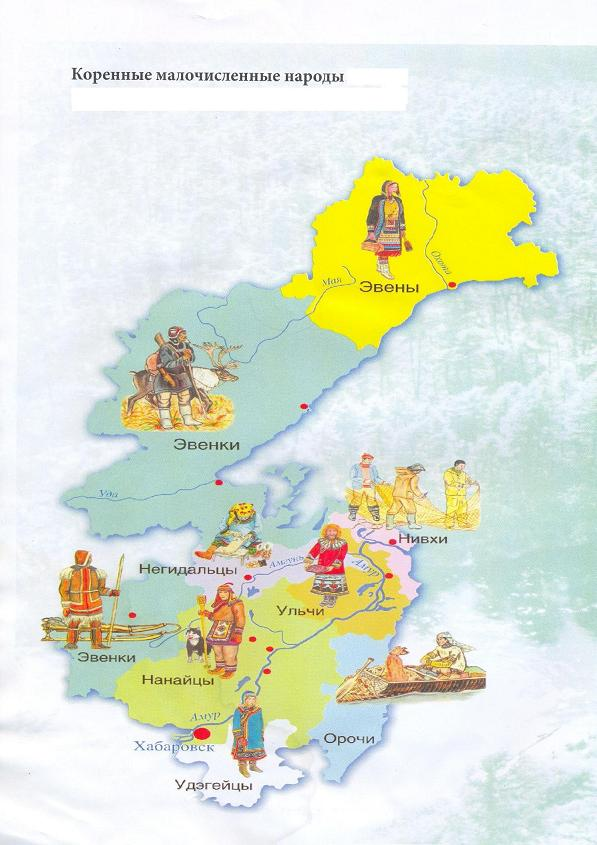 Коренные малочисленные народы
Охота
Мая
Эвены
Эвенки
Уда
Нивхи
Негидальцы
Амгунь
Амур
Ульчи
Эвенки
Нанайцы
Амур
Орочи
Хабаровск
Удэгейцы